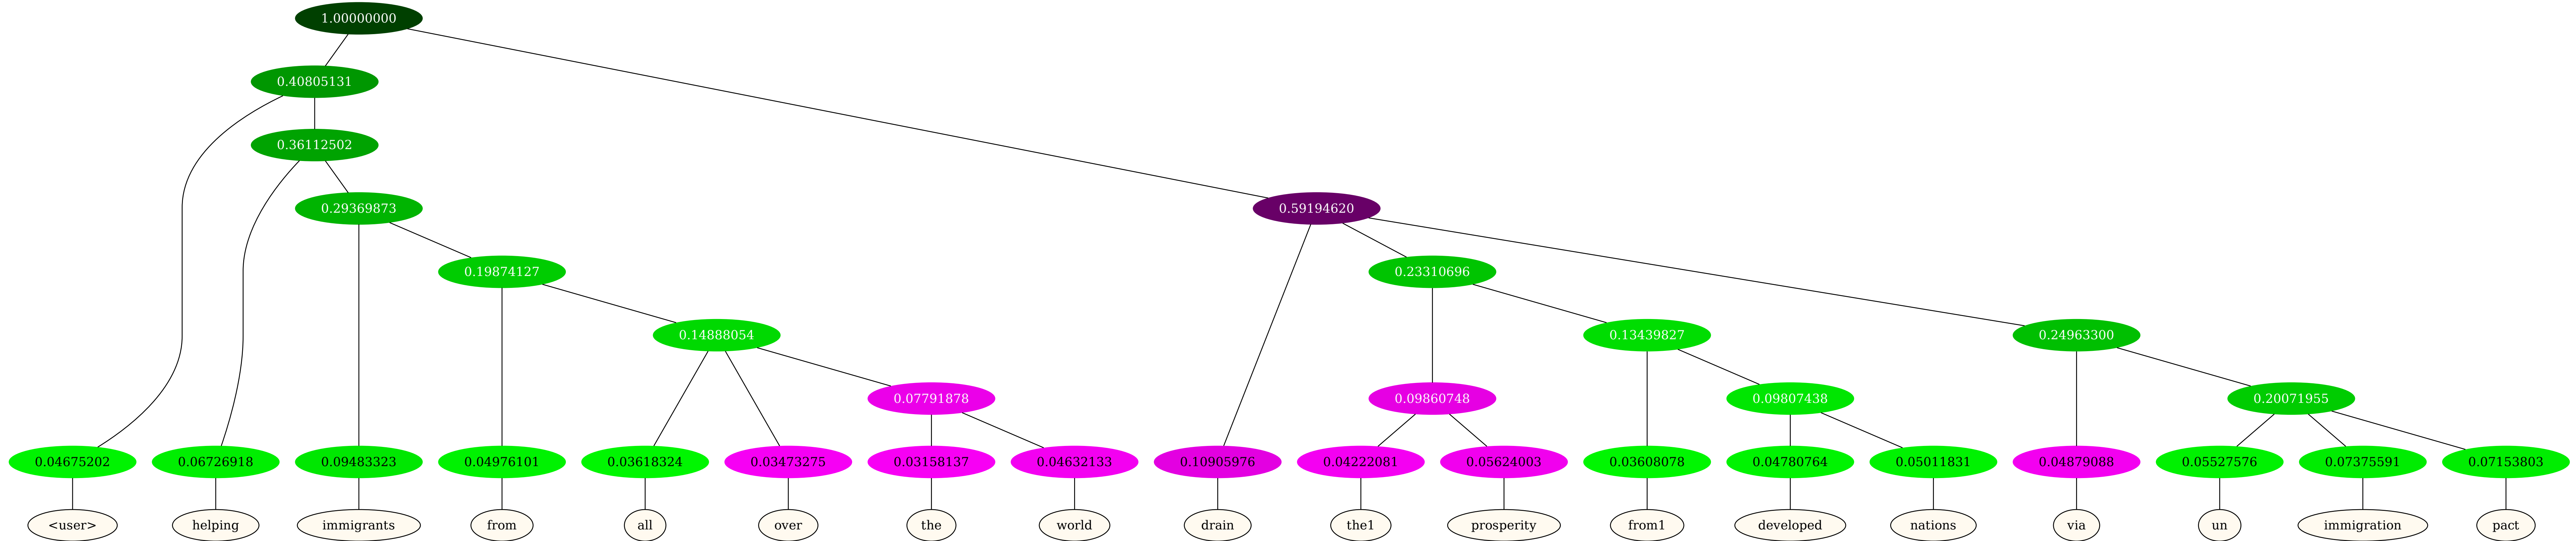 1.00000000
0.40805131
0.36112502
0.29369873 0.59194620
0.19874127 0.23310696
0.14888054 0.13439827 0.24963300
0.07791878 0.09860748 0.09807438 0.20071955
0.04675202 0.06726918 0.09483323 0.04976101 0.03618324 0.03473275 0.03158137 0.04632133 0.10905976 0.04222081 0.05624003 0.03608078 0.04780764 0.05011831 0.04879088 0.05527576 0.07375591 0.07153803
<user> helping immigrants from all over the world drain the1 prosperity from1 developed nations via un immigration pact